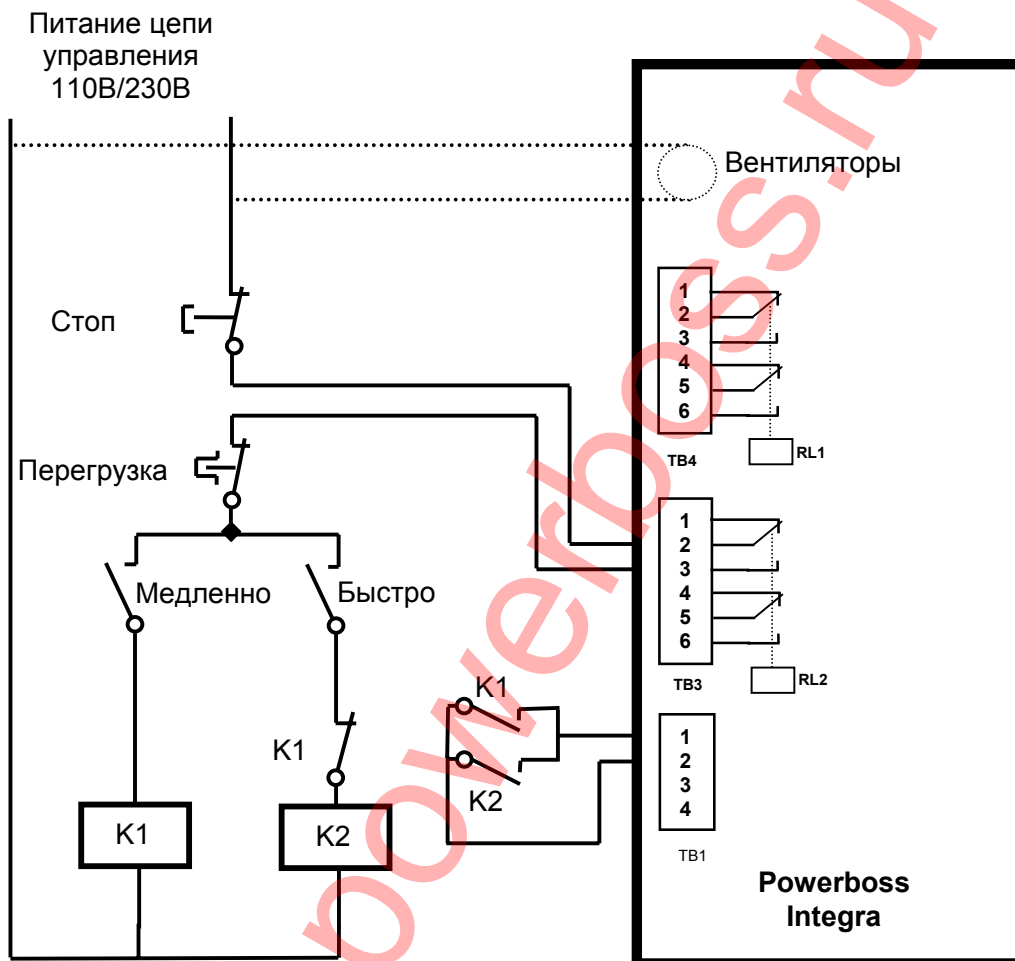 Питание цепи
управления
110В/230В
Вентиляторы
Стоп
1
2
3
4
5
6
TB4
RL1
Перегрузка
1
2
3
4
5
6
TB3
RL2
Медленно
Быстро
K1
K1
K2
K1
K2
1
2
3
4
TB1
Powerboss
Integra
powerboss.ru